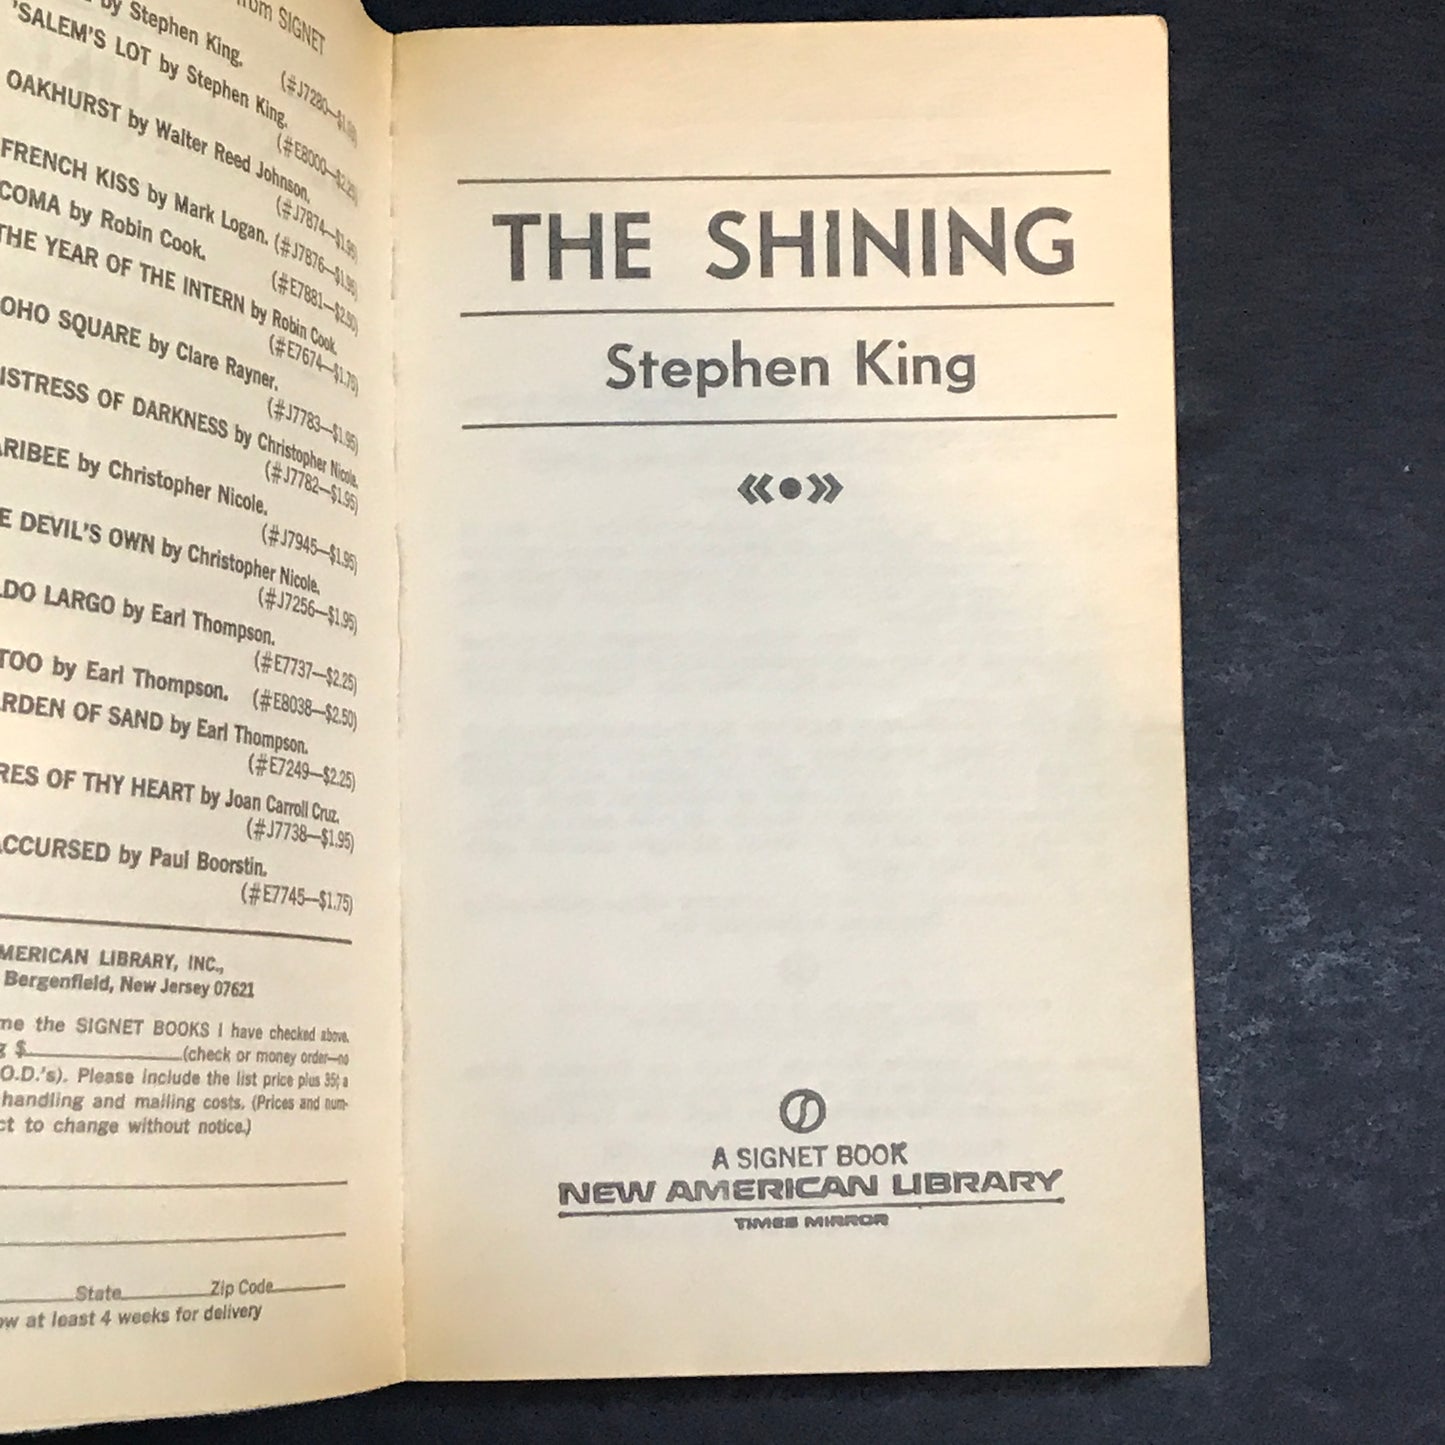 from SIGNET
by Stephen King.
(#J7280—
'SALEM'S LOT by Stephen King.
(#E8000—$2.25)
OAKHURST by Walter Reed Johnson.
(#J7874—$1.95)
FRENCH KISS by Mark Logan. (#J7876—$1.95)
COMA by Robin Cook.
(#E7881—$2.50)
THE YEAR OF THE INTERN by Robin Cook.
(#E7674—$1.75)
OHO SQUARE by Clare Rayner.
(#J7783—$1.95)
ISTRESS OF DARKNESS by Christopher Nicole.
(#J7782—$1.95)
ARIBEE by Christopher Nicole.
(#J7945—$1.95)
E DEVIL'S OWN by Christopher Nicole.
(#J7256—$1.95)
LDO LARGO by Earl Thompson.
(#E7737—$2.25)
TOO by Earl Thompson. (#E8038—$2.50)
ARDEN OF SAND by Earl Thompson.
(#E7249—$2.25)
RES OF THY HEART by Joan Carroll Cruz.
(#J7738—$1.95)
ACCURSED by Paul Boorstin.
(#E7745—$1.75)
MERICAN LIBRARY, INC.,
Bergenfield, New Jersey 07621
me the SIGNET BOOKS I have checked above.
g $ (check or money order—no
O.D.'s). Please include the list price plus 35¢ a
handling and mailing costs. (Prices and num-
ct to change without notice.)
State Zip Code
ow at least 4 weeks for delivery
THE SHINING
Stephen King
A SIGNET BOOK
NEW AMERICAN LIBRARY
TIMES MIRROR